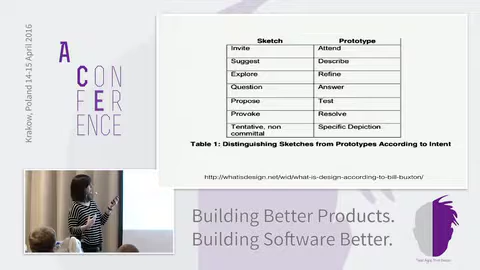 Krakow, Poland 14-15 April 2016
A
CON
FER
ENCE
Sketch Prototype
Invite Attend
Suggest Describe
Explore Refine
Question Answer
Propose Test
Provoke Resolve
Tentative, non Specific Depiction
committal
Table 1: Distinguishing Sketches from Prototypes According to Intent
http://whatisdesign.net/wid/what-is-design-according-to-bill-buxton/
Building Better Products.
Building Software Better.